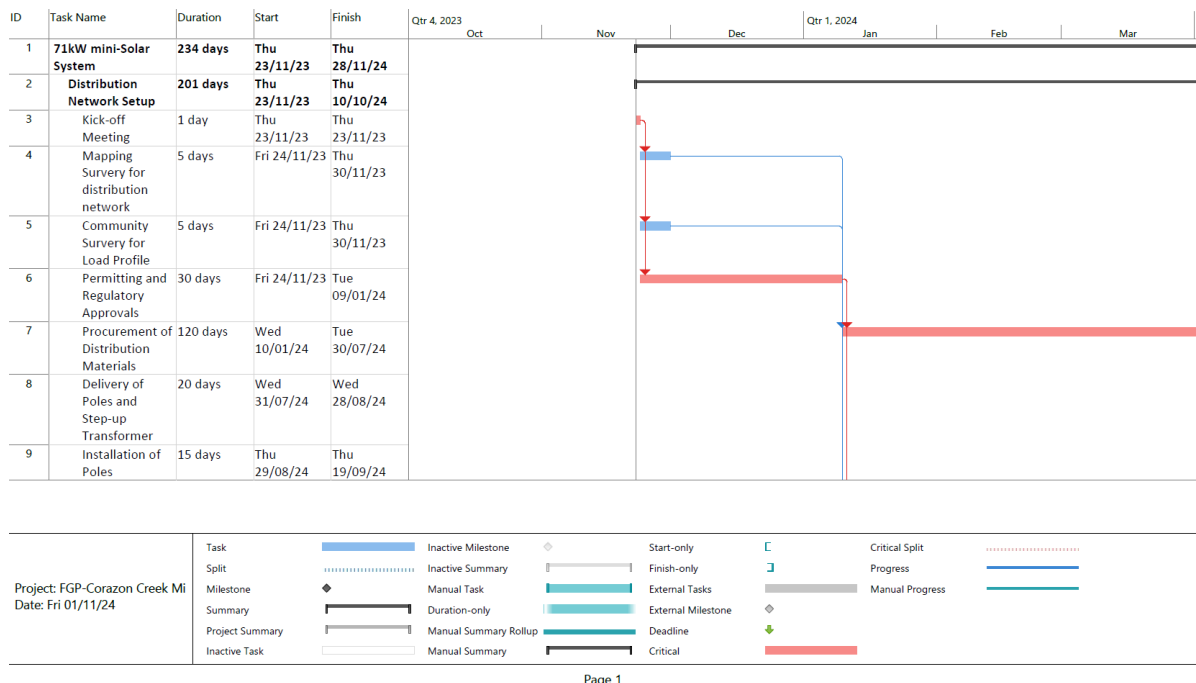 ID Task Name Duration Start Finish Qtr 4, 2023 Qtr 1, 2024
Oct Nov Dec Jan Feb Mar
1 71kW mini-Solar 234 days Thu Thu
System 23/11/23 28/11/24
2 Distribution 201 days Thu Thu
Network Setup 23/11/23 10/10/24
3 Kick-off 1 day Thu Thu
Meeting 23/11/23 23/11/23
4 Mapping 5 days Fri 24/11/23 Thu
Survery for 30/11/23
distribution
network
5 Community 5 days Fri 24/11/23 Thu
Survery for 30/11/23
Load Profile
6 Permitting and 30 days Fri 24/11/23 Tue
Regulatory 09/01/24
Approvals
7 Procurement of 120 days Wed Tue
Distribution 10/01/24 30/07/24
Materials
8 Delivery of 20 days Wed Wed
Poles and 31/07/24 28/08/24
Step-up
Transformer
9 Installation of 15 days Thu Thu
Poles 29/08/24 19/09/24
Project: FGP-Corazon Creek Mi
Date: Fri 01/11/24
Task Inactive Milestone Start-only Critical Split
Split Inactive Summary Finish-only Progress
Milestone Manual Task External Tasks Manual Progress
Summary Duration-only External Milestone
Project Summary Manual Summary Rollup Deadline
Inactive Task Manual Summary Critical
Page 1